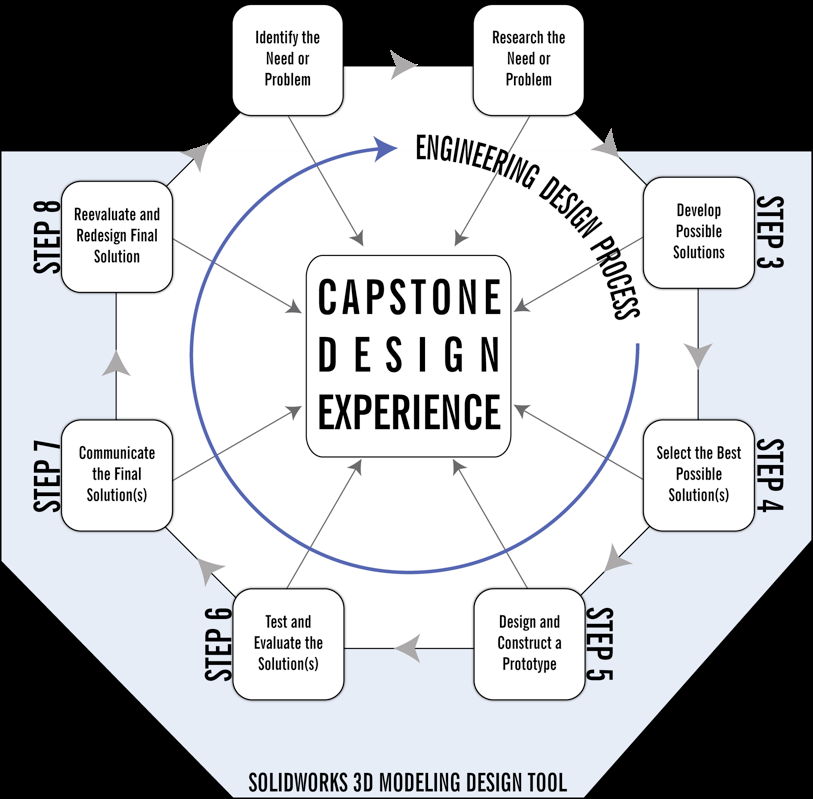 Identify the
Need or
Problem
Research the
Need or
Problem
ENGINEERING DESIGN PROCESS
STEP 8
Reevaluate and
Redesign Final
Solution
Develop
Possible
Solutions
STEP 3
CAPSTONE
DESIGN
EXPERIENCE
STEP 7
Communicate
the Final
Solution(s)
Select the Best
Possible
Solution(s)
STEP 4
STEP 6
Test and
Evaluate the
Solution(s)
Design and
Construct a
Prototype
STEP 5
SOLIDWORKS 3D MODELING DESIGN TOOL